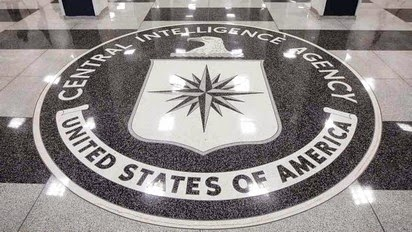 CENTRAL INTELLIGENCE AGENCY
UNITED STATES OF AMERICA